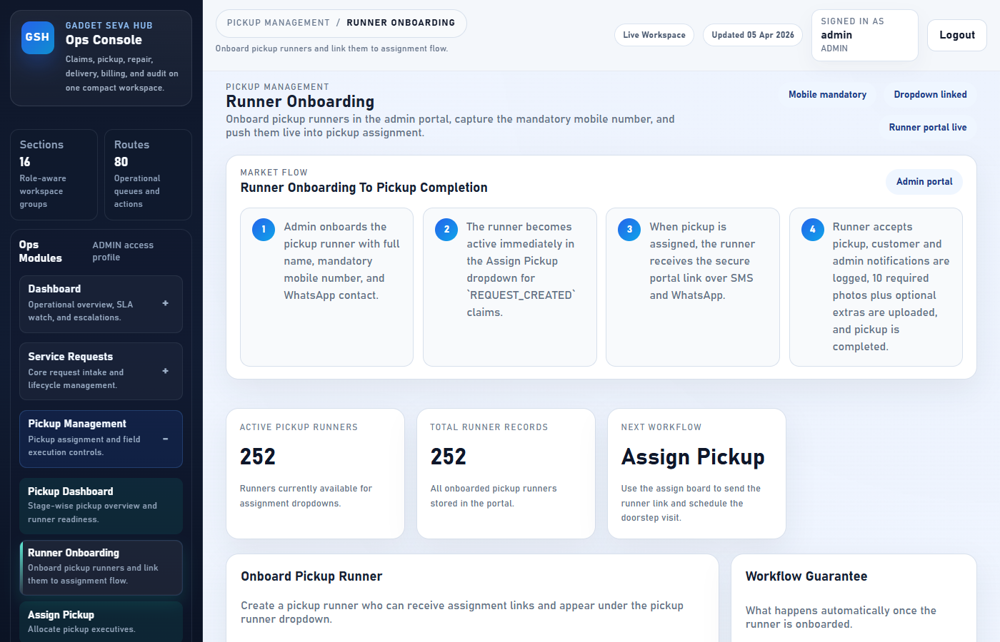 GSH
GADGET SEVA HUB
Ops Console
Claims, pickup, repair,
delivery, billing, and audit on
one compact workspace.
Sections
16
Role-aware
workspace
groups
Routes
80
Operational
queues and
actions
Ops
Modules
ADMIN access
profile
Dashboard
Operational overview, SLA
watch, and escalations.
+
Service Requests
Core request intake and
lifecycle management.
+
Pickup Management
Pickup assignment and field
execution controls.
−
Pickup Dashboard
Stage-wise pickup overview and
runner readiness.
Runner Onboarding
Onboard pickup runners and link
them to assignment flow.
Assign Pickup
Allocate pickup executives.
PICKUP MANAGEMENT / RUNNER ONBOARDING
Onboard pickup runners and link them to assignment flow.
Live Workspace
Updated 05 Apr 2026
SIGNED IN AS
admin
ADMIN
Logout
PICKUP MANAGEMENT
Runner Onboarding
Onboard pickup runners in the admin portal, capture the mandatory mobile number, and
push them live into pickup assignment.
Mobile mandatory
Dropdown linked
Runner portal live
MARKET FLOW
Runner Onboarding To Pickup Completion
Admin portal
1
Admin onboards the
pickup runner with full
name, mandatory
mobile number, and
WhatsApp contact.
2
The runner becomes
active immediately in
the Assign Pickup
dropdown for
`REQUEST_CREATED`
claims.
3
When pickup is
assigned, the runner
receives the secure
portal link over SMS
and WhatsApp.
4
Runner accepts
pickup, customer and
admin notifications are
logged, 10 required
photos plus optional
extras are uploaded,
and pickup is
completed.
ACTIVE PICKUP RUNNERS
252
Runners currently available for
assignment dropdowns.
TOTAL RUNNER RECORDS
252
All onboarded pickup runners
stored in the portal.
NEXT WORKFLOW
Assign Pickup
Use the assign board to send the
runner link and schedule the
doorstep visit.
Onboard Pickup Runner
Create a pickup runner who can receive assignment links and appear under the pickup
runner dropdown.
Workflow Guarantee
What happens automatically once the
runner is onboarded.